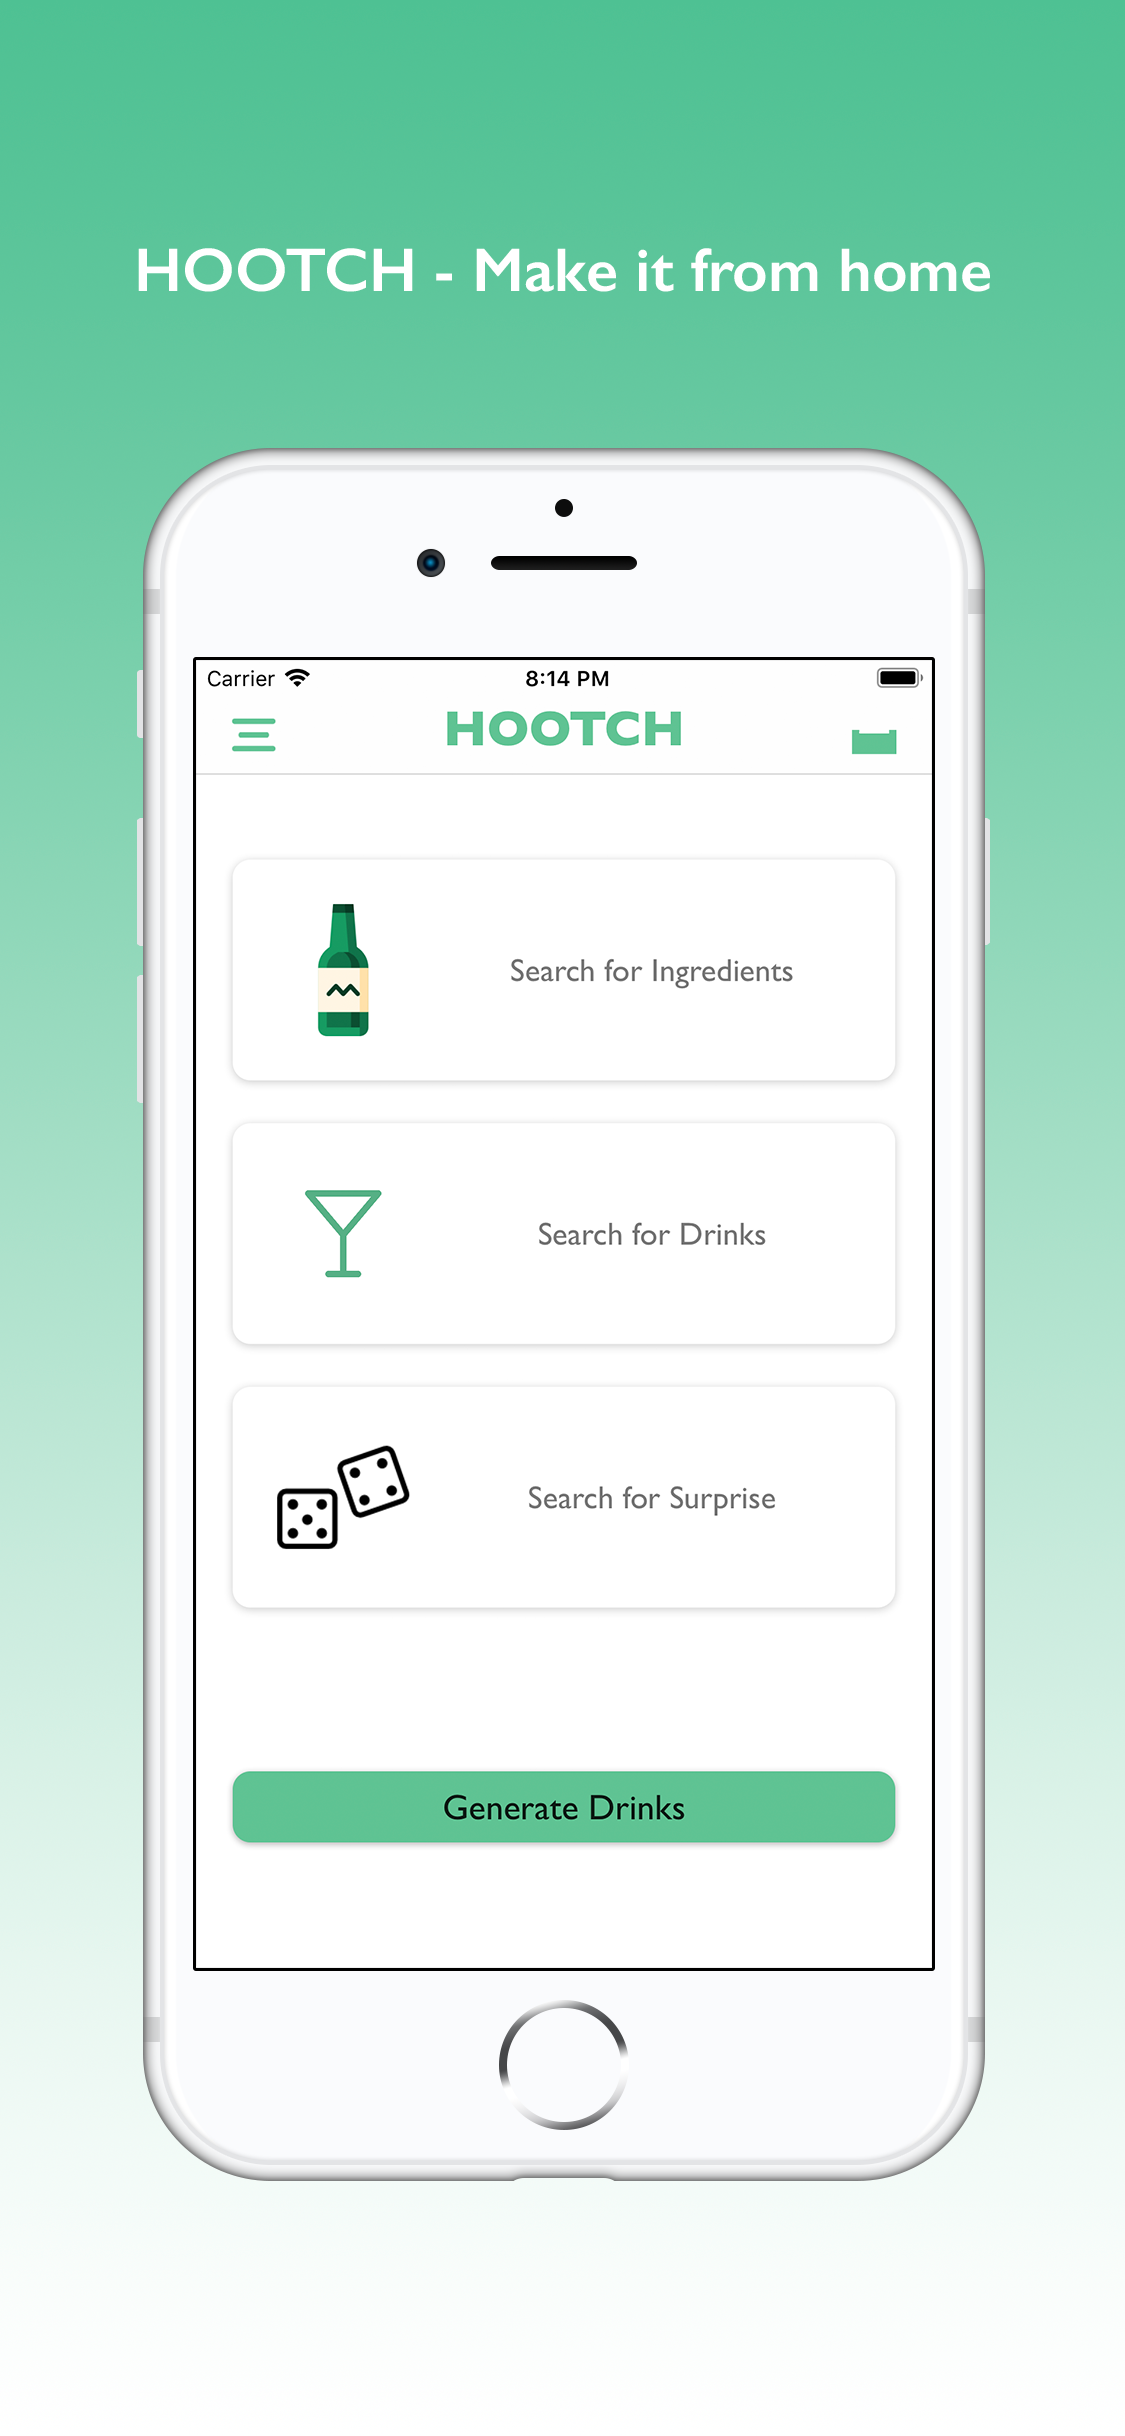 HOOTCH - Make it from home
Carrier 8:14 PM
HOOTCH
Search for Ingredients
Search for Drinks
Search for Surprise
Generate Drinks